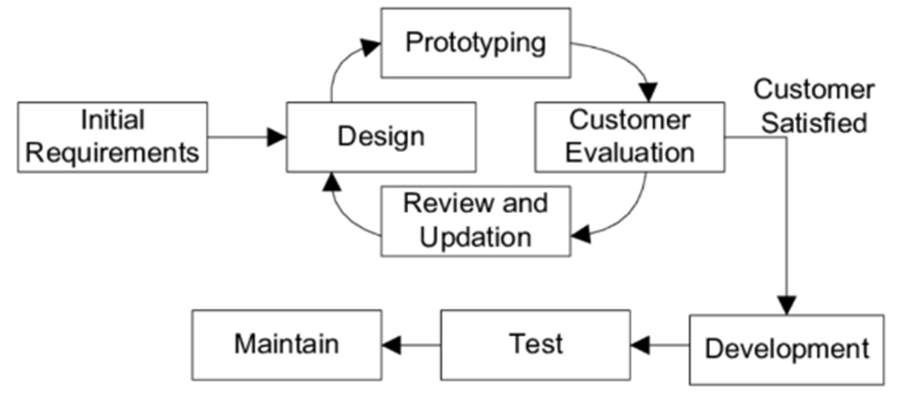 Prototyping
Initial
Requirements
Design
Customer
Evaluation
Customer
Satisfied
Review and
Updation
Maintain
Test
Development